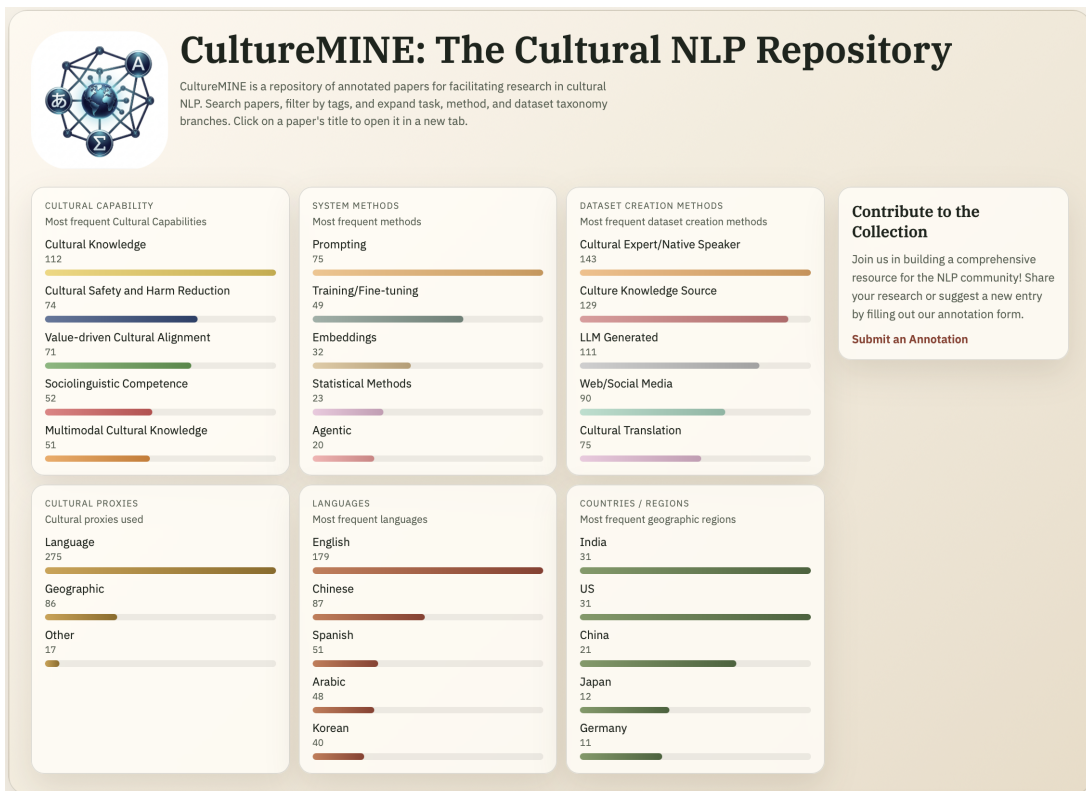 CultureMINE: The Cultural NLP Repository
CultureMINE is a repository of annotated papers for facilitating research in cultural
NLP. Search papers, filter by tags, and expand task, method, and dataset taxonomy
branches. Click on a paper's title to open it in a new tab.
A
あ
Σ
CULTURAL CAPABILITY
Most frequent Cultural Capabilities
Cultural Knowledge
112
Cultural Safety and Harm Reduction
74
Value-driven Cultural Alignment
71
Sociolinguistic Competence
52
Multimodal Cultural Knowledge
51
SYSTEM METHODS
Most frequent methods
Prompting
75
Training/Fine-tuning
49
Embeddings
32
Statistical Methods
23
Agentic
20
DATASET CREATION METHODS
Most frequent dataset creation methods
Cultural Expert/Native Speaker
143
Culture Knowledge Source
129
LLM Generated
111
Web/Social Media
90
Cultural Translation
75
Contribute to the
Collection
Join us in building a comprehensive
resource for the NLP community! Share
your research or suggest a new entry
by filling out our annotation form.
Submit an Annotation
CULTURAL PROXIES
Cultural proxies used
Language
275
Geographic
86
Other
17
LANGUAGES
Most frequent languages
English
179
Chinese
87
Spanish
51
Arabic
48
Korean
40
COUNTRIES / REGIONS
Most frequent geographic regions
India
31
US
31
China
21
Japan
12
Germany
11